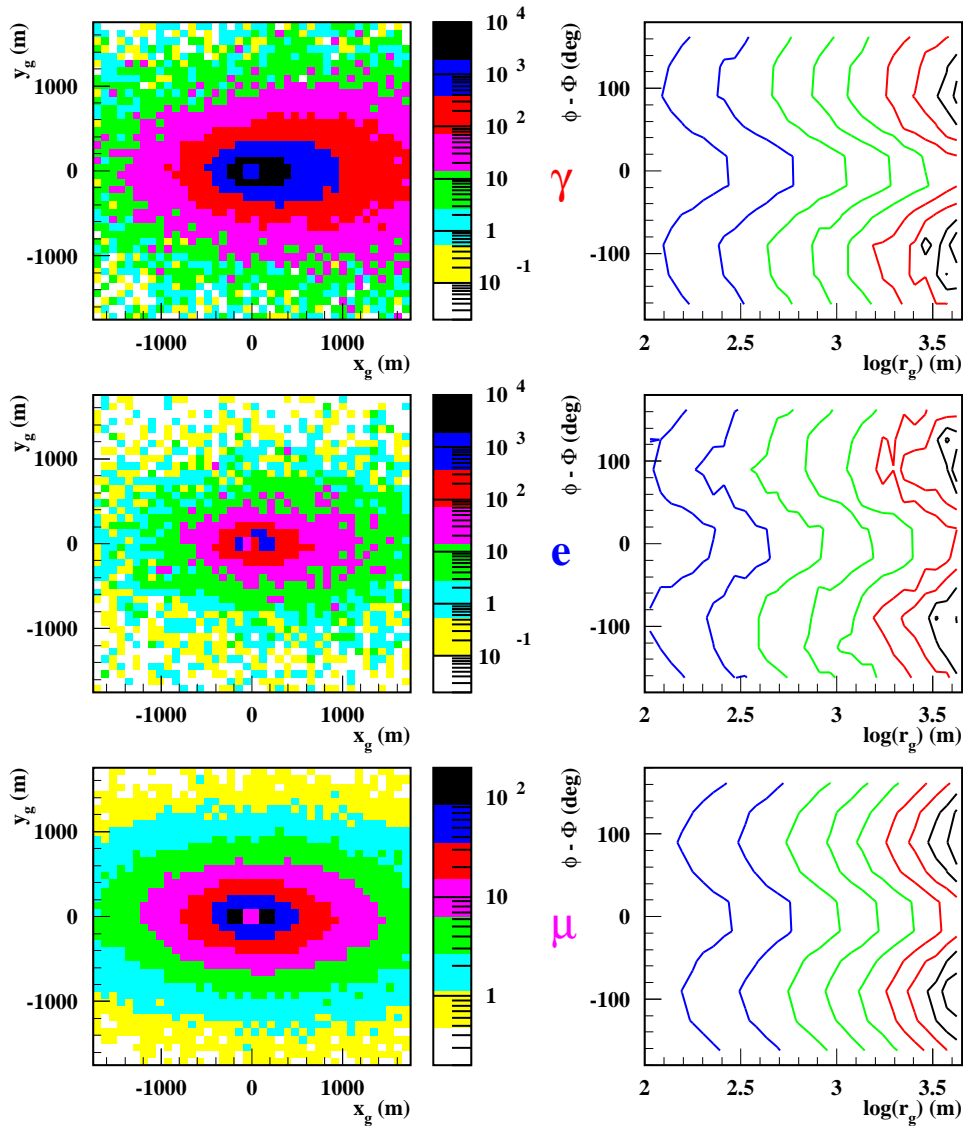 y_g (m)
1000
0
-1000
-1000 0 1000
x_g (m)
10 4
10 3
10 2
10
1
10 -1
γ
ϕ - Φ (deg)
100
0
-100
2 2.5 3 3.5
log(r_g) (m)
y_g (m)
1000
0
-1000
-1000 0 1000
x_g (m)
10 4
10 3
10 2
10
1
10 -1
e
ϕ - Φ (deg)
100
0
-100
2 2.5 3 3.5
log(r_g) (m)
y_g (m)
1000
0
-1000
-1000 0 1000
x_g (m)
10 2
10
1
μ
ϕ - Φ (deg)
100
0
-100
2 2.5 3 3.5
log(r_g) (m)